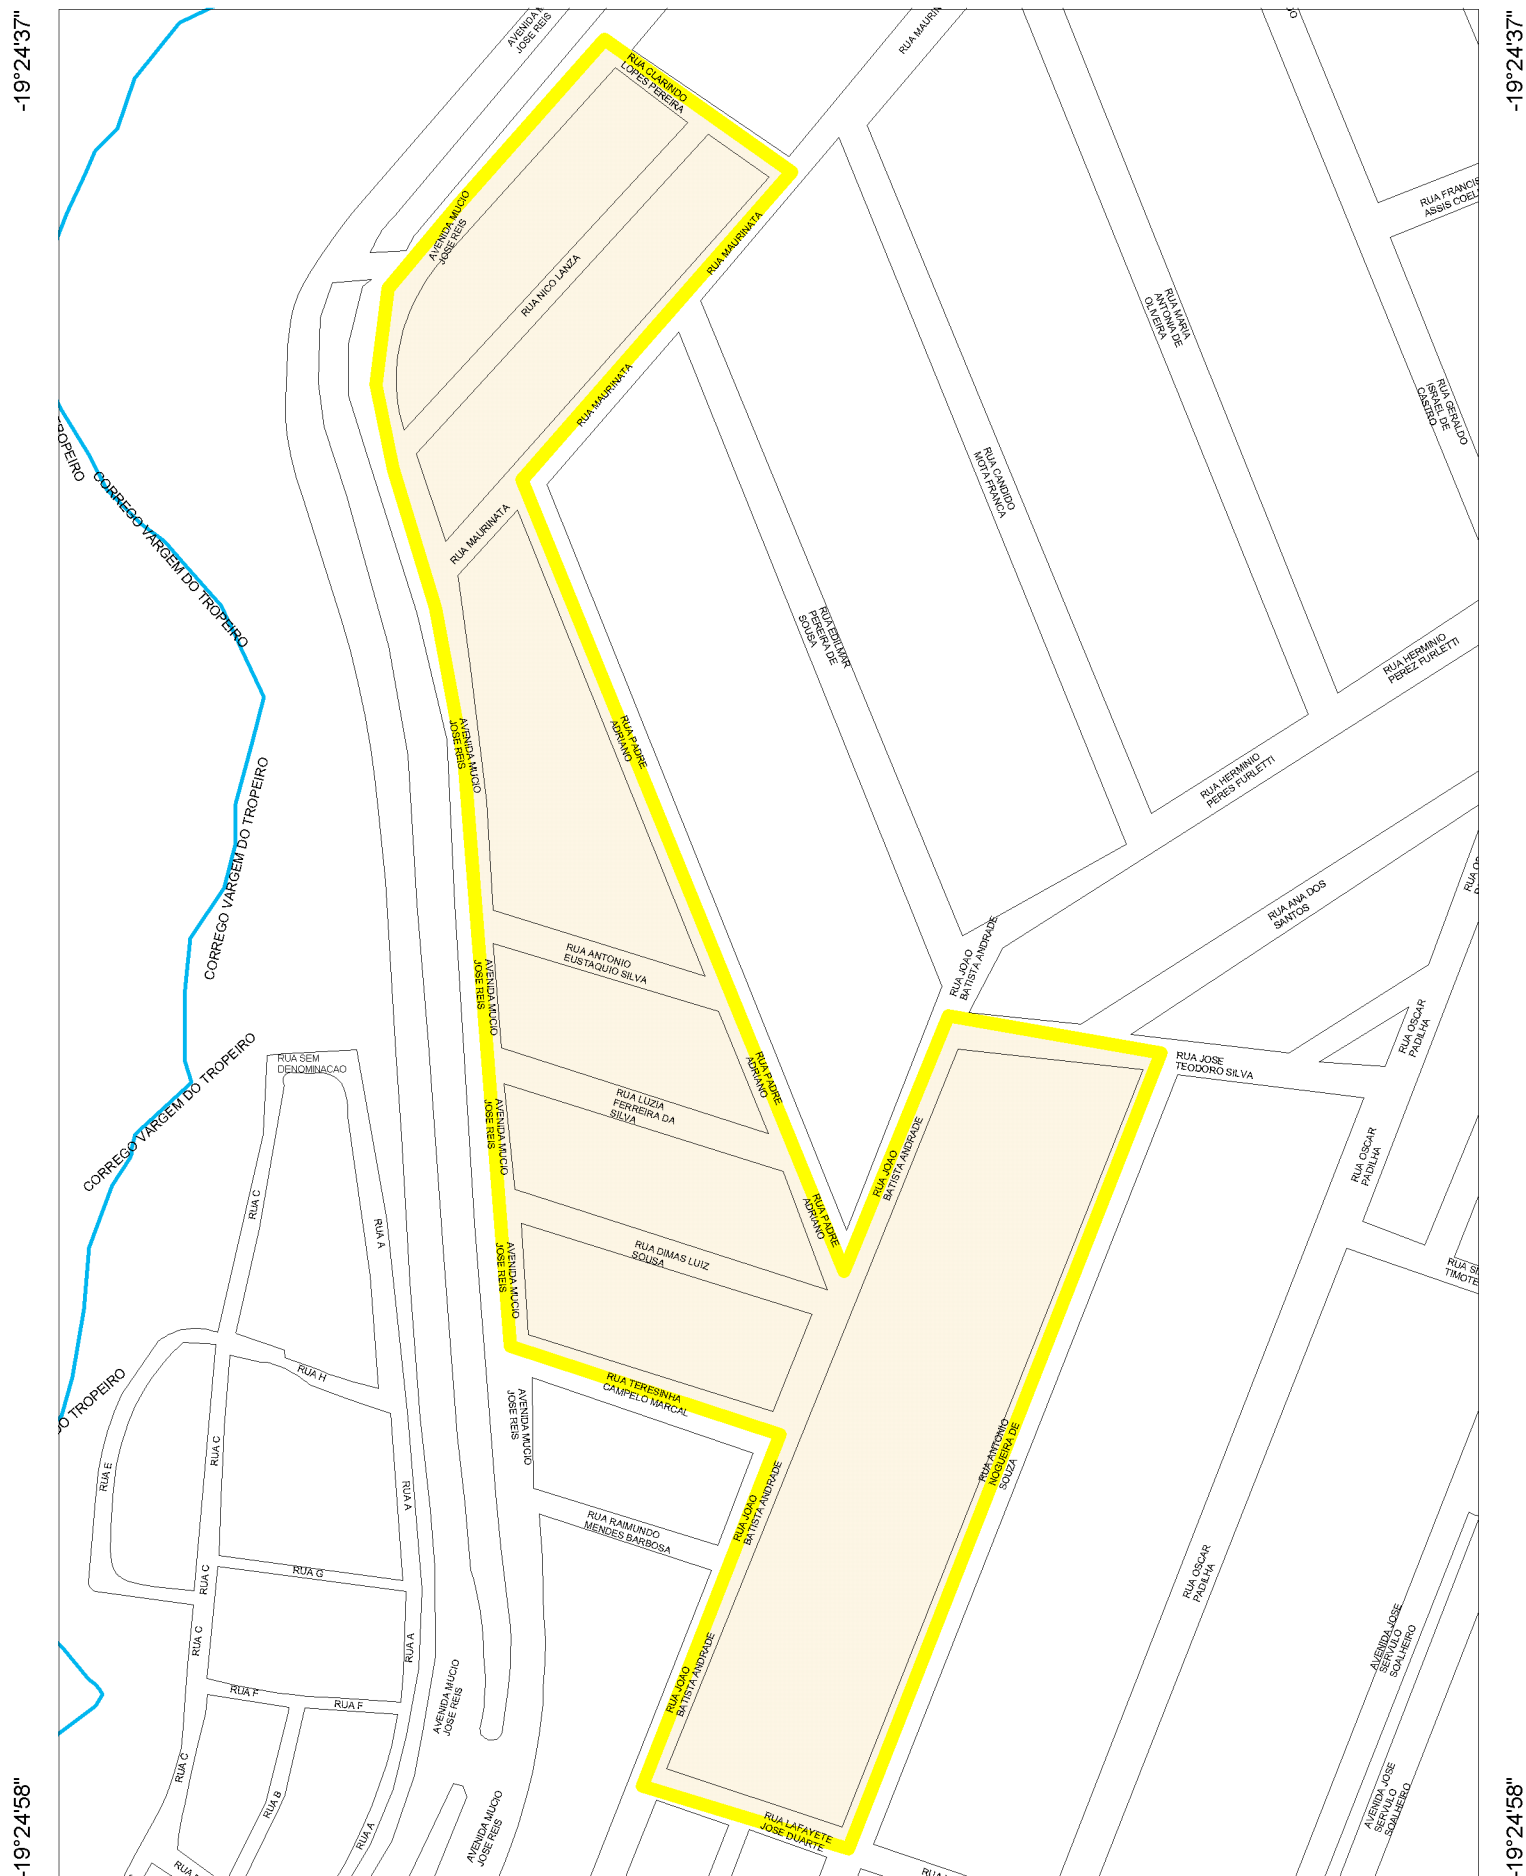 -19°24'37"
-19°24'37"
JOSE REIS
RUA CLARINDO
LOPES PEREIRA
RUA FRANCIS
ASSIS COEL
AVENIDA MUCIO
JOSE REIS
RUA MAURINATA
RUA NICO LANZA
RUA MARIA
ANTONIA DE
OLIVEIRA
RUA MAURINATA
RUA GERALDO
ISRAEL DE
CASTRO
ROPEIRO
CORREGO VARGEM DO TROPEIRO
RUA CANDIDO
MOTA FRANCA
RUA MAURINATA
RUA EDILMAR
PEREIRA DE
SOUSA
RUA HERMINIO
PEREZ FURLETTI
AVENIDA MUCIO
JOSE REIS
RUA PADRE
ADRIANO
RUA HERMINIO
PERES FURLETTI
CORREGO VARGEM DO TROPEIRO
RUA ANA DOS
SANTOS
RUA ANTONIO
EUSTAQUIO SILVA
RUA JOAO
BATISTA ANDRADE
AVENIDA MUCIO
JOSE REIS
RUA OSCAR
PADILHA
RUA SEM
DENOMINACAO
RUA JOSE
TEODORO SILVA
RUA PADRE
ADRIANO
CORREGO VARGEM DO TROPEIRO
RUA LUZIA
FERREIRA DA
SILVA
AVENIDA MUCIO
JOSE REIS
RUA JOAO
BATISTA ANDRADE
RUA OSCAR
PADILHA
RUA C
RUA A
RUA PADRE
ADRIANO
RUA DIMAS LUIZ
SOUSA
AVENIDA MUCIO
JOSE REIS
TIMOTE
RUA H
RUA TERESINHA
CAMPELO MARCAL
DO TROPEIRO
AVENIDA MUCIO
JOSE REIS
RUA C
RUA E
RUA A
RUA ANTONIO
NOGUEIRA DE
SOUZA
RUA JOAO
BATISTA ANDRADE
RUA RAIMUNDO
MENDES BARBOSA
RUA C
RUA G
RUA OSCAR
PADILHA
RUA C
RUA A
RUA JOAO
BATISTA ANDRADE
AVENIDA JOSE
SERVULO
SOALHEIRO
RUA F
RUA F
AVENIDA MUCIO
JOSE REIS
RUA C
RUA B
RUA A
AVENIDA MUCIO
JOSE REIS
RUA LAFAYETE
JOSE DUARTE
AVENIDA JOSE
SERVULO
SOALHEIRO
-19°24'58"
-19°24'58"